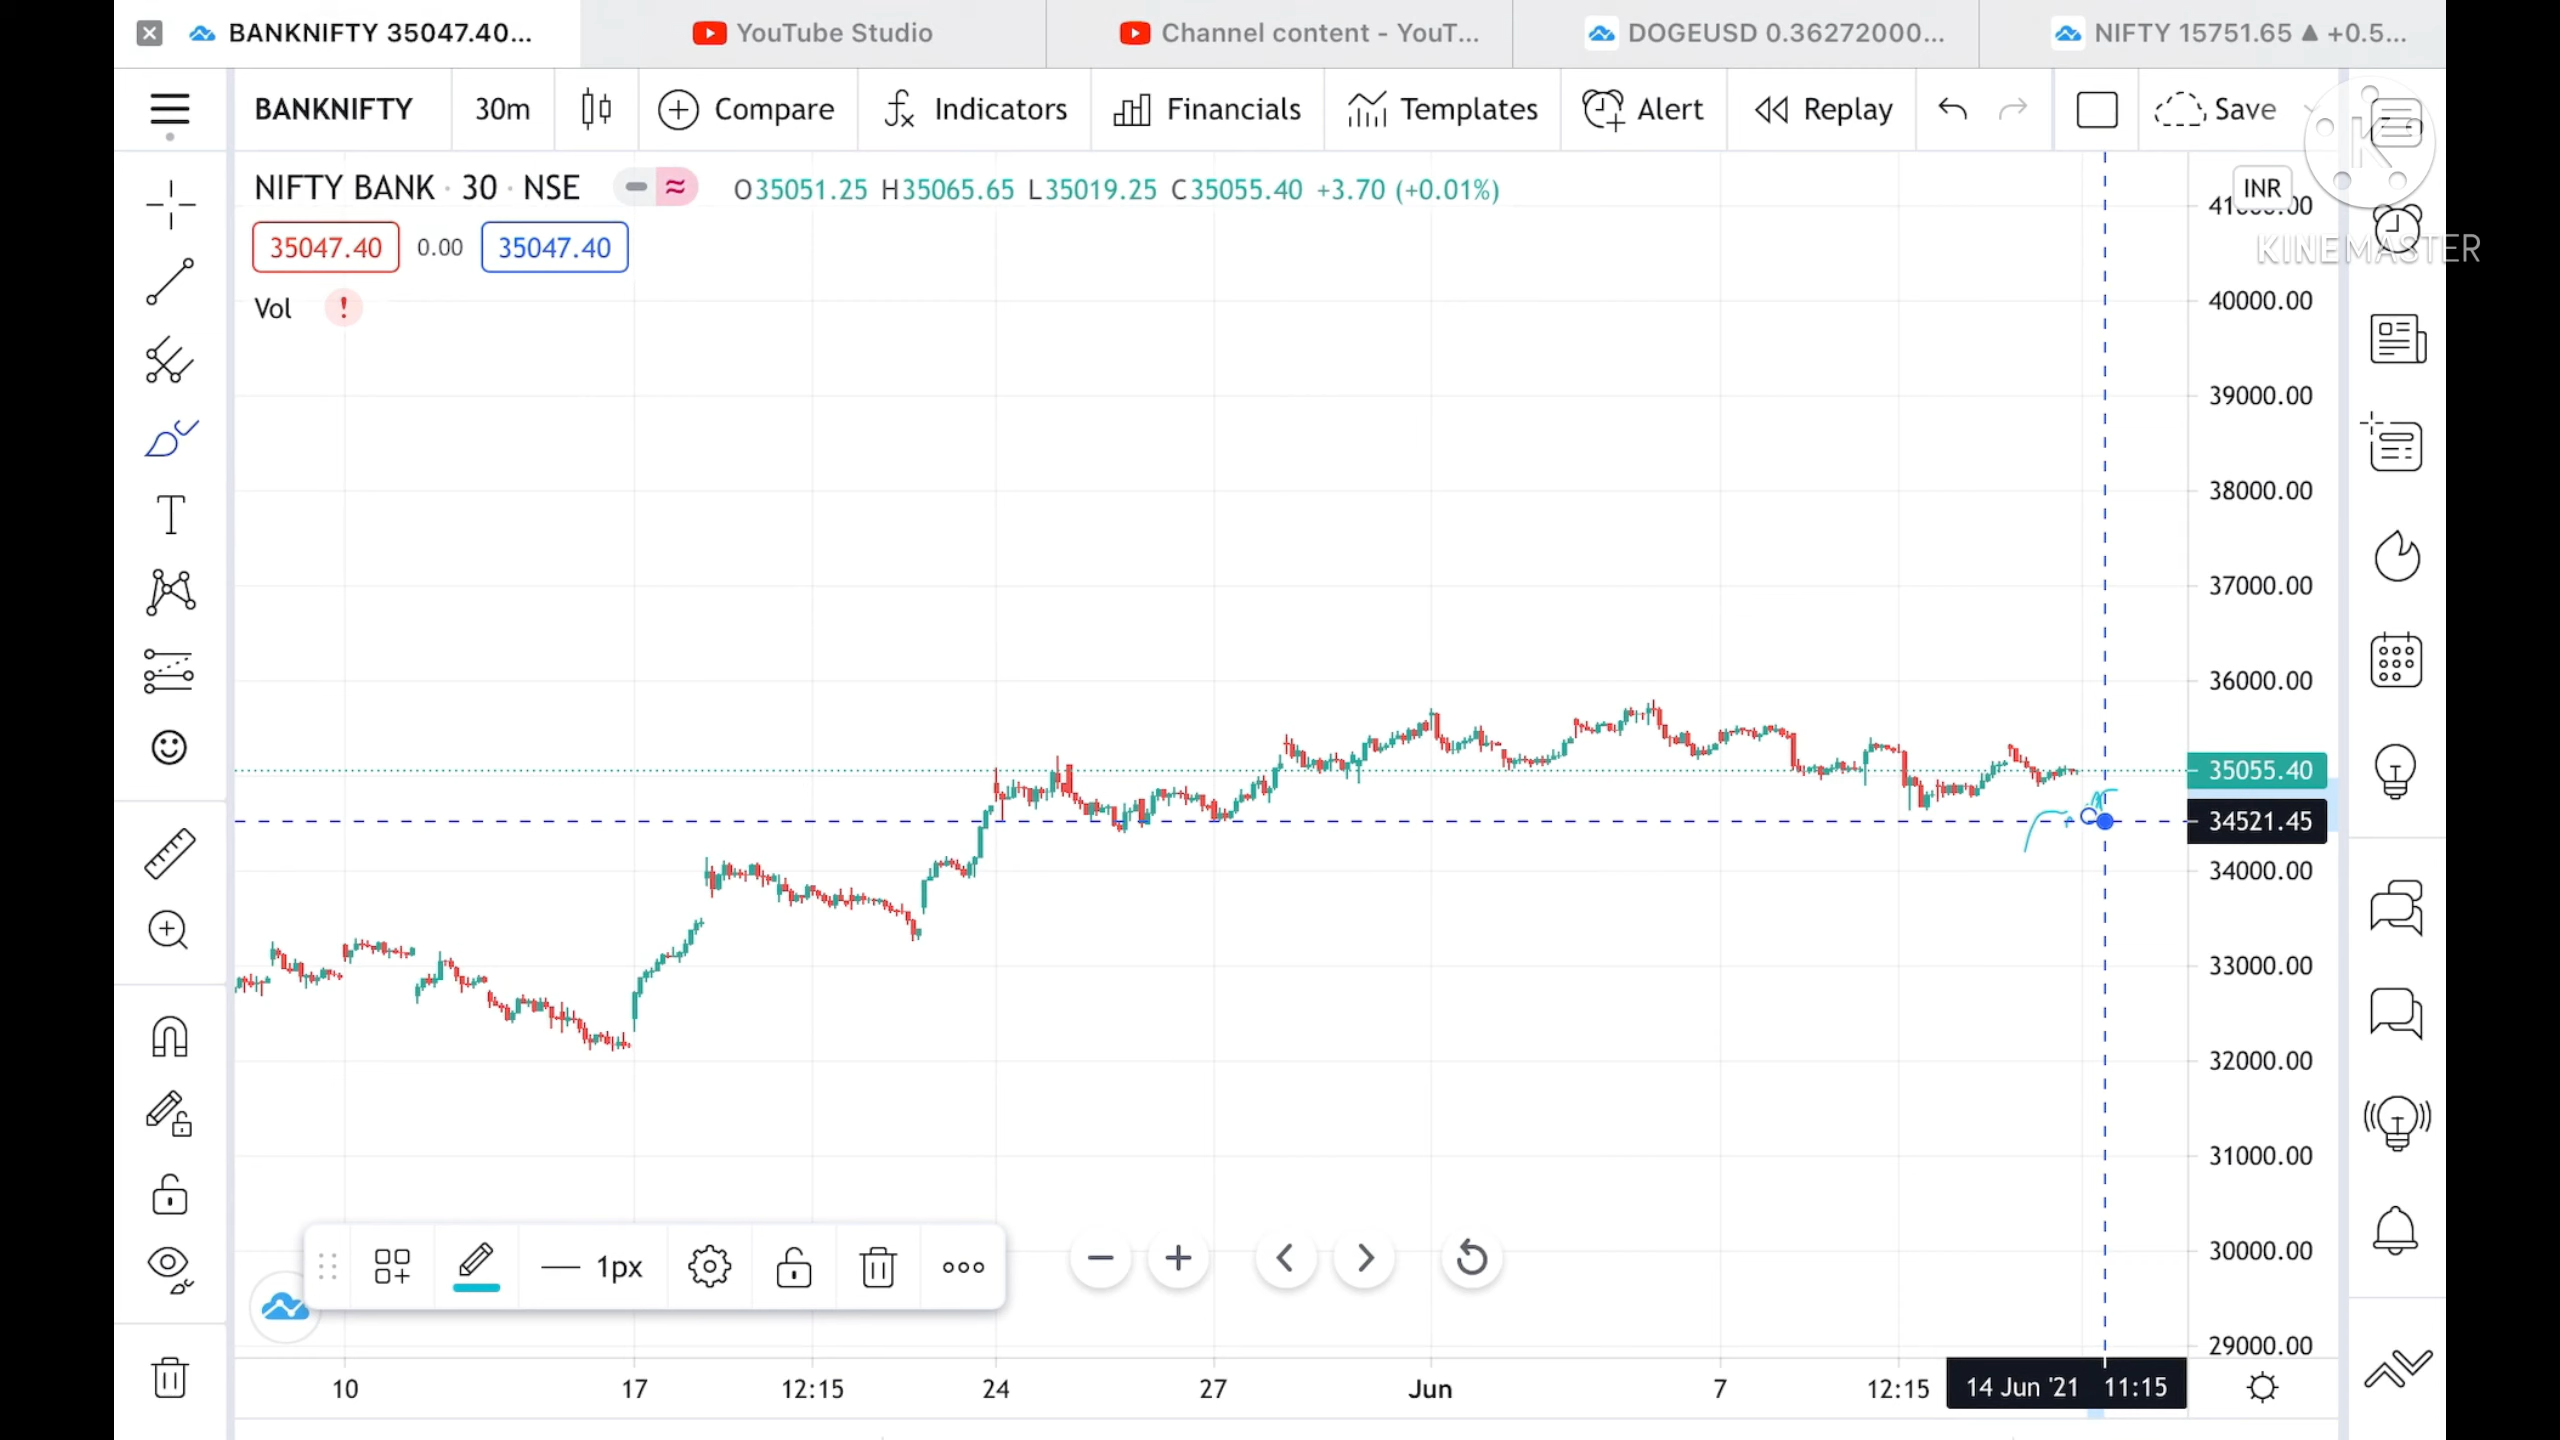 BANKNIFTY 35047.40...
YouTube Studio
Channel content - YouT...
DOGEUSD 0.36272000...
NIFTY 15751.65 ▲ +0.5...
BANKNIFTY
30m
Compare
Indicators
Financials
Templates
Alert
Replay
Save
NIFTY BANK · 30 · NSE
O35051.25 H35065.65 L35019.25 C35055.40 +3.70 (+0.01%)
INR
35047.40
0.00
35047.40
KINEMASTER
Vol
!
40000.00
39000.00
38000.00
37000.00
36000.00
35055.40
34521.45
34000.00
33000.00
32000.00
31000.00
30000.00
29000.00
1px
10
17
12:15
24
27
Jun
7
12:15
14 Jun '21 11:15